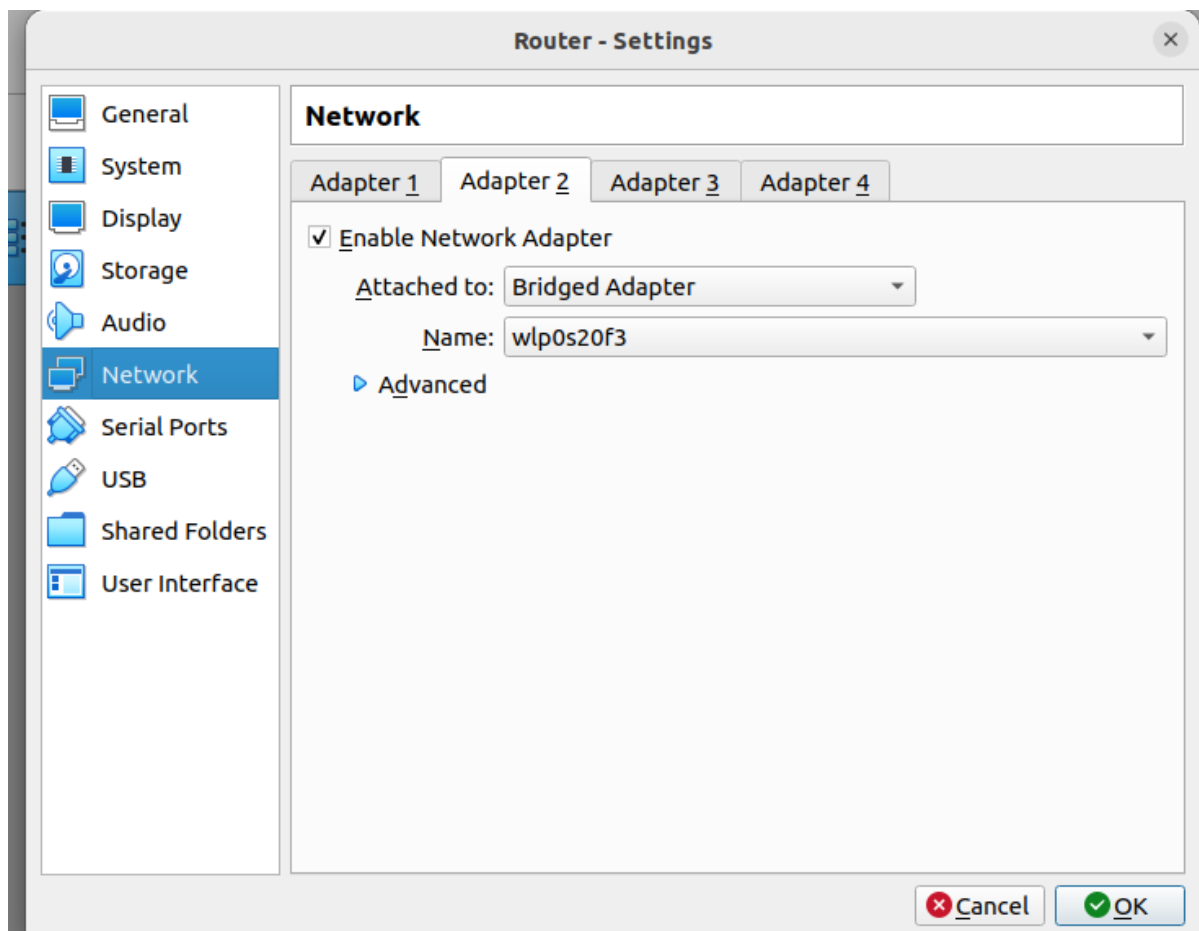 Router - Settings
General
System
Display
Storage
Audio
Network
Serial Ports
USB
Shared Folders
User Interface
Network
Adapter 1 Adapter 2 Adapter 3 Adapter 4
Enable Network Adapter
Attached to: Bridged Adapter
Name: wlp0s20f3
Advanced
Cancel OK